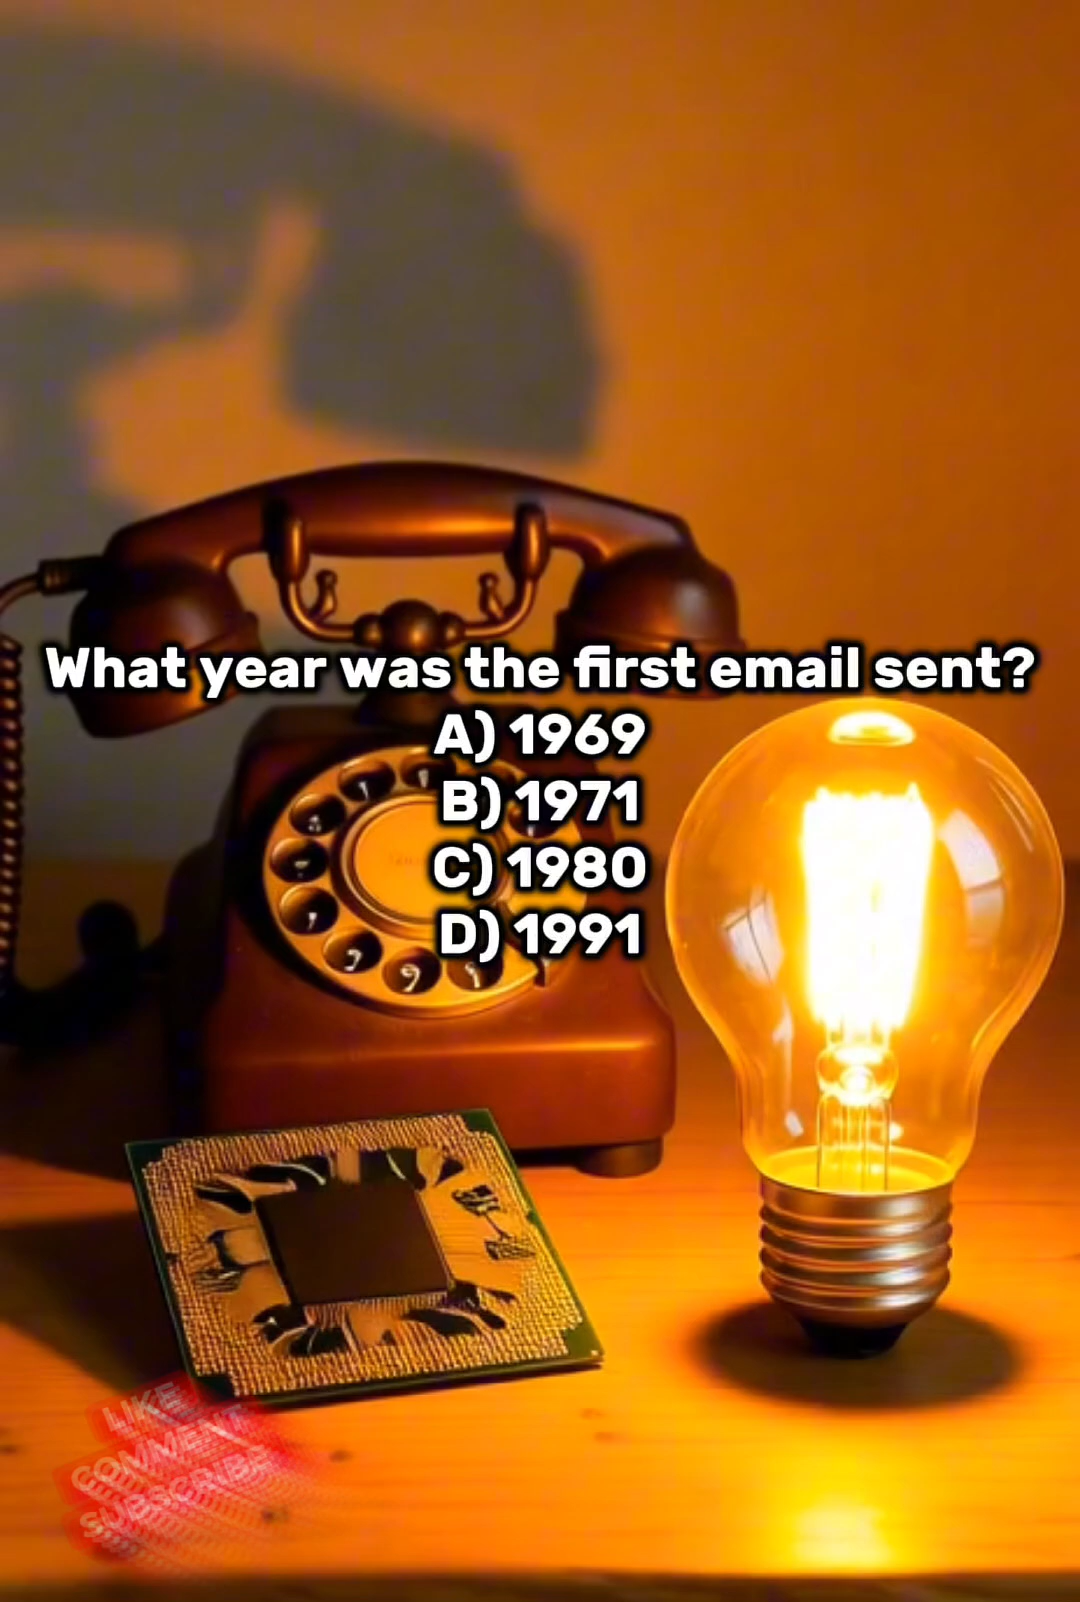 What year was the first email sent?
A) 1969
B) 1971
C) 1980
D) 1991
LIKE
COMMENT
SUBSCRIBE